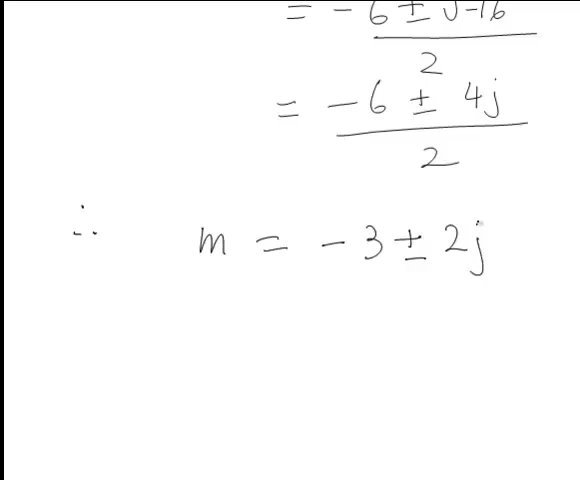 = -6 ± √-16
2
= -6 ± 4j
2
∴ m = -3 ± 2j